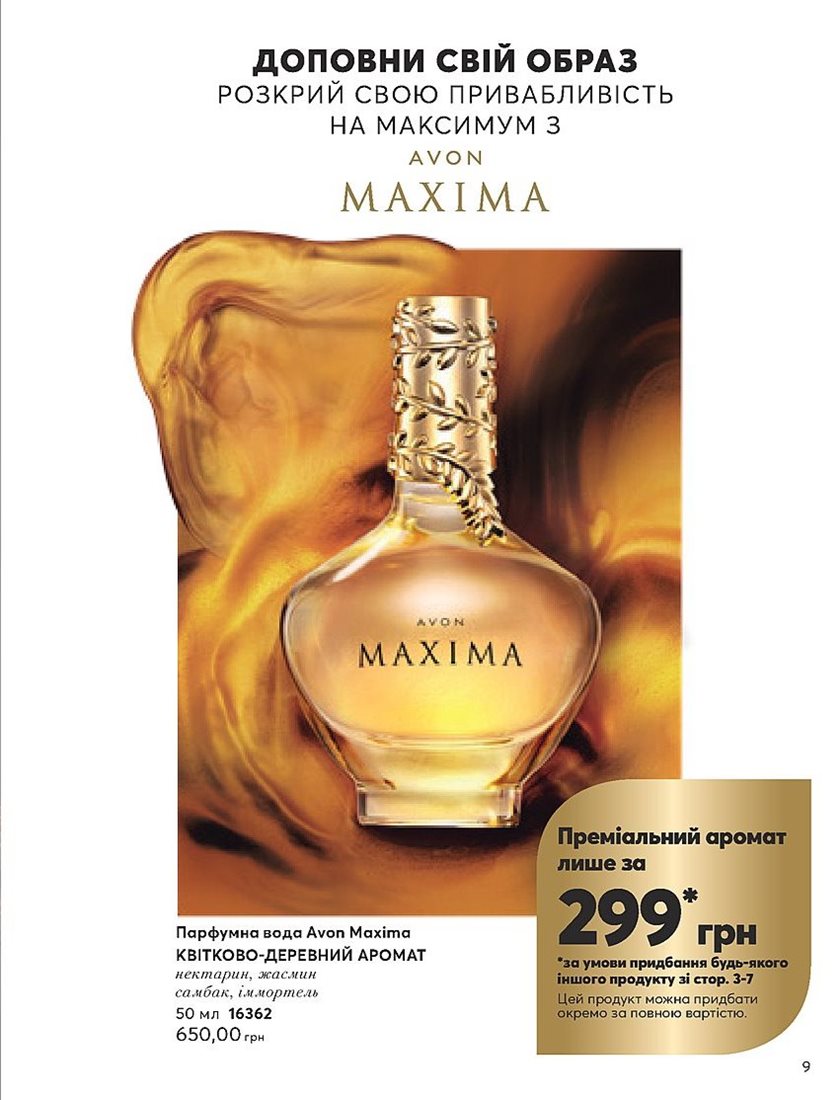 ДОПОВНИ СВІЙ ОБРАЗ
РОЗКРИЙ СВОЮ ПРИВАБЛИВІСТЬ
НА МАКСИМУМ З
AVON
MAXIMA
AVON
MAXIMA
Преміальний аромат
лише за
299* грн
*за умови придбання будь-якого
іншого продукту зі стор. 3-7
Цей продукт можна придбати
окремо за повною вартістю.
Парфумна вода Avon Maxima
КВІТКОВО-ДЕРЕВНИЙ АРОМАТ
нектарин, жасмин
самбак, іммортель
50 мл 16362
650,00 грн
9